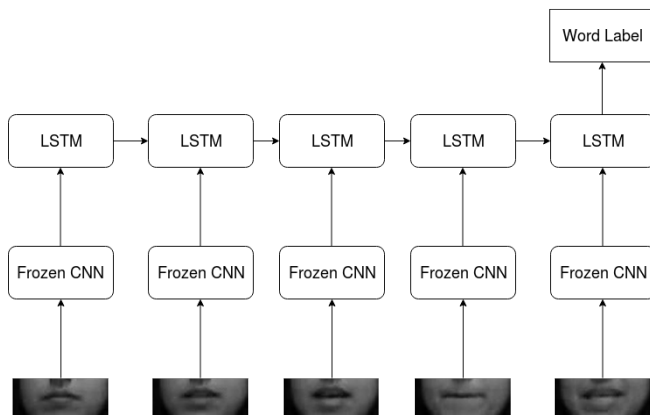 Word Label
LSTM LSTM LSTM LSTM LSTM
Frozen CNN Frozen CNN Frozen CNN Frozen CNN Frozen CNN